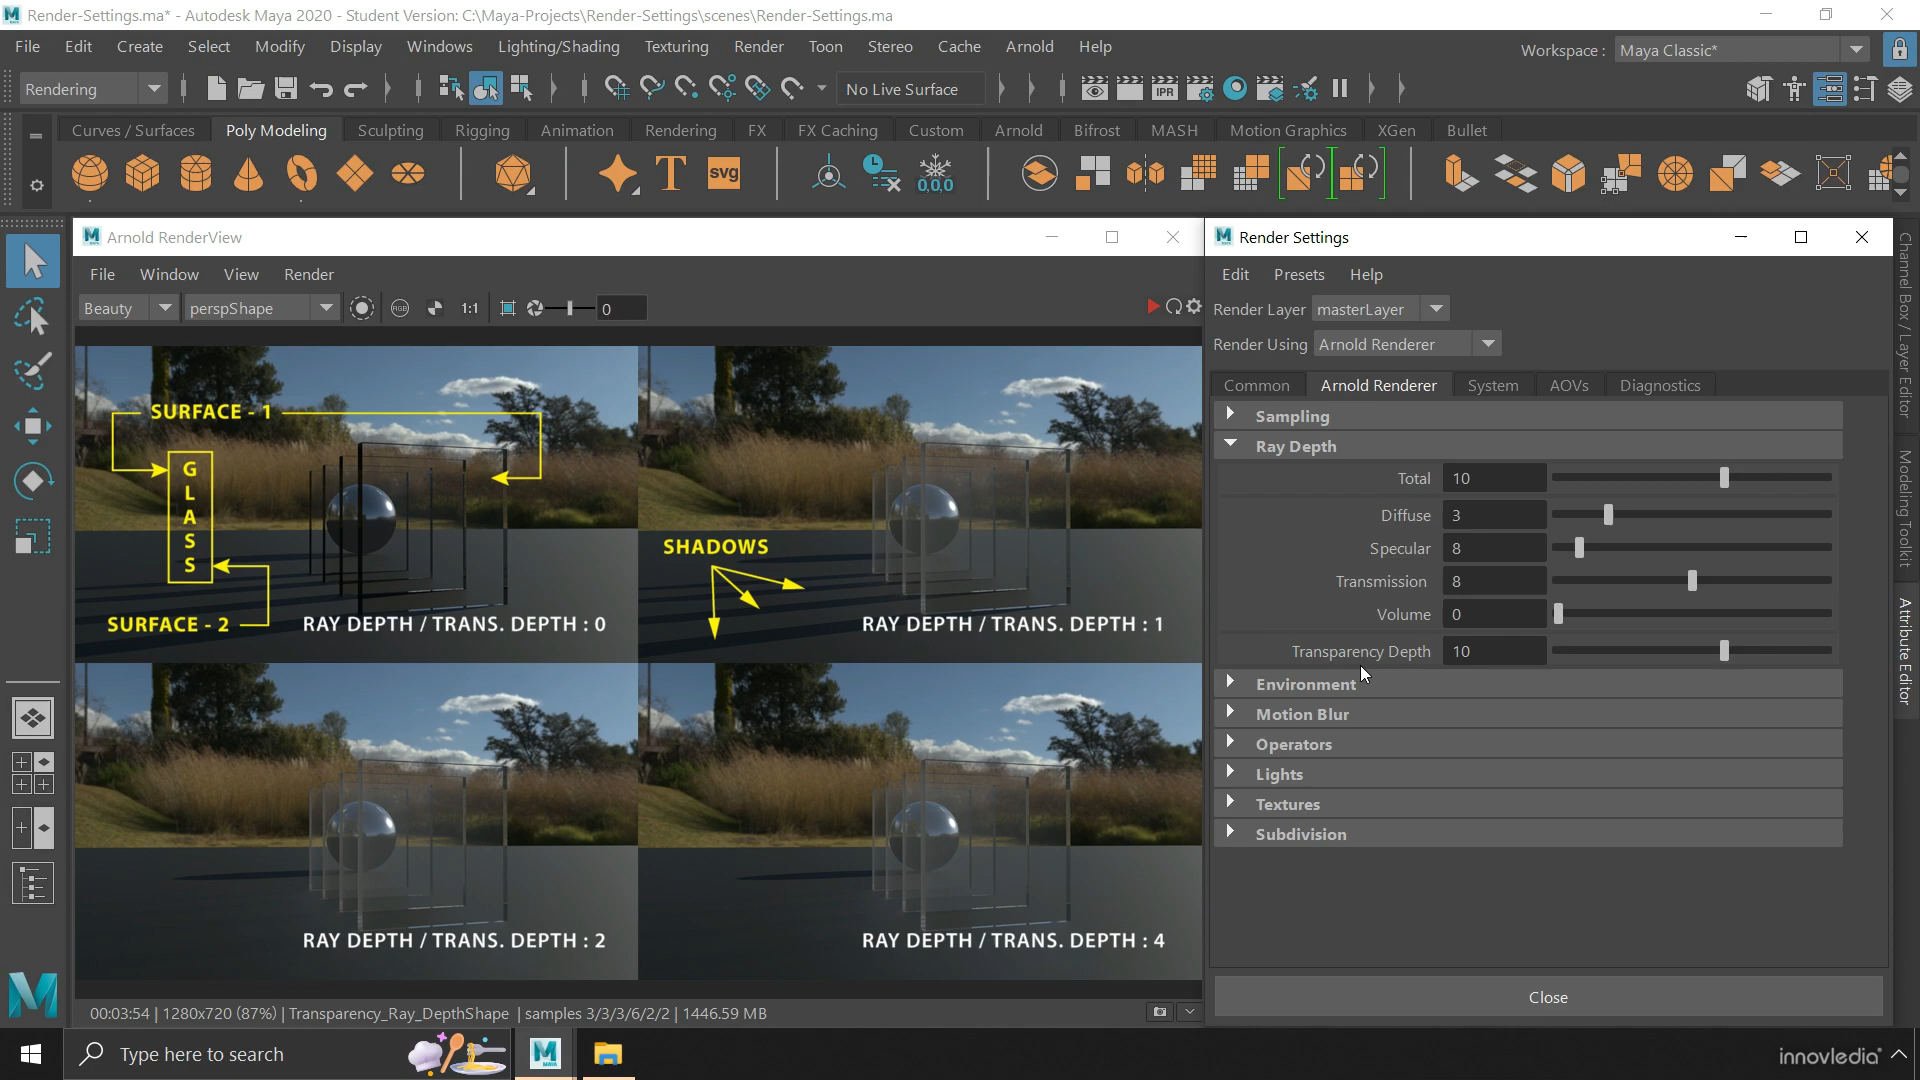 Render-Settings.ma* - Autodesk Maya 2020 - Student Version: C:\Maya-Projects\Render-Settings\scenes\Render-Settings.ma
File Edit Create Select Modify Display Windows Lighting/Shading Texturing Render Toon Stereo Cache Arnold Help
Workspace : Maya Classic*
Rendering
No Live Surface
IPR
Curves / Surfaces Poly Modeling Sculpting Rigging Animation Rendering FX FX Caching Custom Arnold Bifrost MASH Motion Graphics XGen Bullet
T
svg
0,0,0
Arnold RenderView
File Window View Render
Beauty perspShape RGB 1:1 0
SURFACE - 1
GLASS
SURFACE - 2
RAY DEPTH / TRANS. DEPTH : 0
SHADOWS
RAY DEPTH / TRANS. DEPTH : 1
RAY DEPTH / TRANS. DEPTH : 2
RAY DEPTH / TRANS. DEPTH : 4
00:03:54 | 1280x720 (87%) | Transparency_Ray_DepthShape | samples 3/3/3/6/2/2 | 1446.59 MB
Render Settings
Edit Presets Help
Render Layer masterLayer
Render Using Arnold Renderer
Common Arnold Renderer System AOVs Diagnostics
Sampling
Ray Depth
Total 10
Diffuse 3
Specular 8
Transmission 8
Volume 0
Transparency Depth 10
Environment
Motion Blur
Operators
Lights
Textures
Subdivision
Close
Channel Box / Layer Editor
Modeling Toolkit
Attribute Editor
Type here to search
MAYA
innovledia